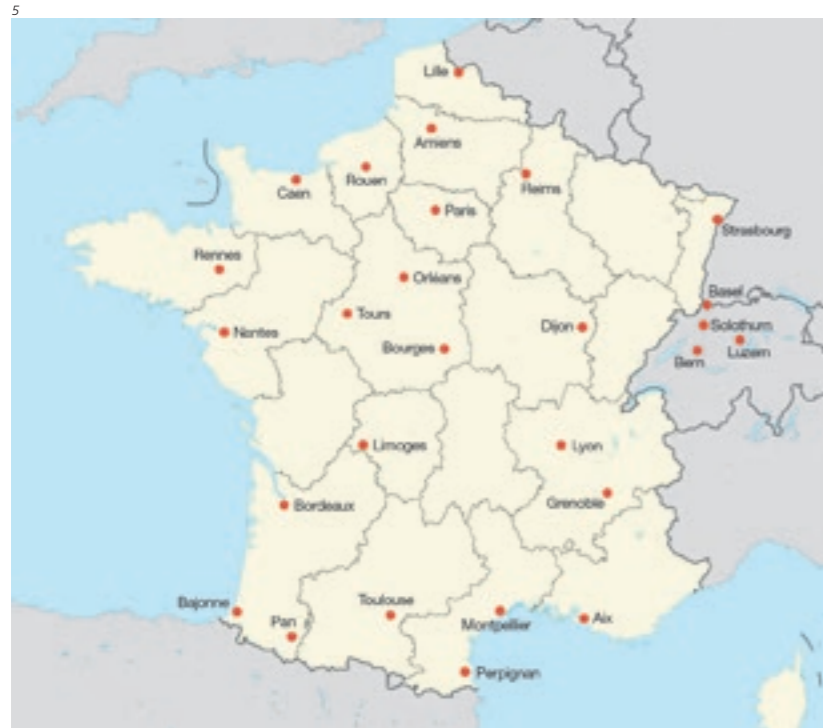 5
Lille
Amiens
Rouen
Caen
Reims
Paris
Strasbourg
Rennes
Orléans
Basel
Tours
Solothurn
Nantes
Dijon
Luzern
Bourges
Bern
Limoges
Lyon
Grenoble
Bordeaux
Bajonne
Toulouse
Pan
Montpellier
Aix
Perpignan